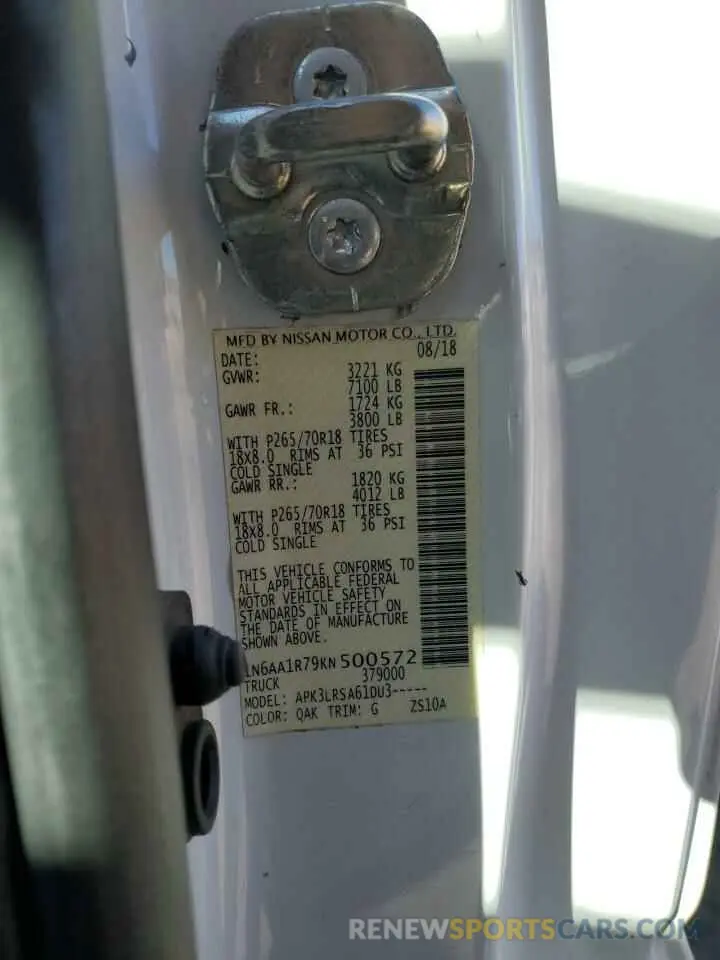 MFD BY NISSAN MOTOR CO., LTD.
DATE: 08/18
GVWR: 3221 KG
7100 LB
GAWR FR.: 1724 KG
3800 LB
WITH P265/70R18 TIRES
18X8.0 RIMS AT 36 PSI
COLD SINGLE
GAWR RR.: 1820 KG
4012 LB
WITH P265/70R18 TIRES
18X8.0 RIMS AT 36 PSI
COLD SINGLE
THIS VEHICLE CONFORMS TO
ALL APPLICABLE FEDERAL
MOTOR VEHICLE SAFETY
STANDARDS IN EFFECT ON
THE DATE OF MANUFACTURE
SHOWN ABOVE.
1N6AA1R79KN500572
TRUCK 379000
MODEL: APK3LRSA61DU3-----
COLOR: QAK TRIM: G ZS10A
RENEWSPORTSCARS.COM